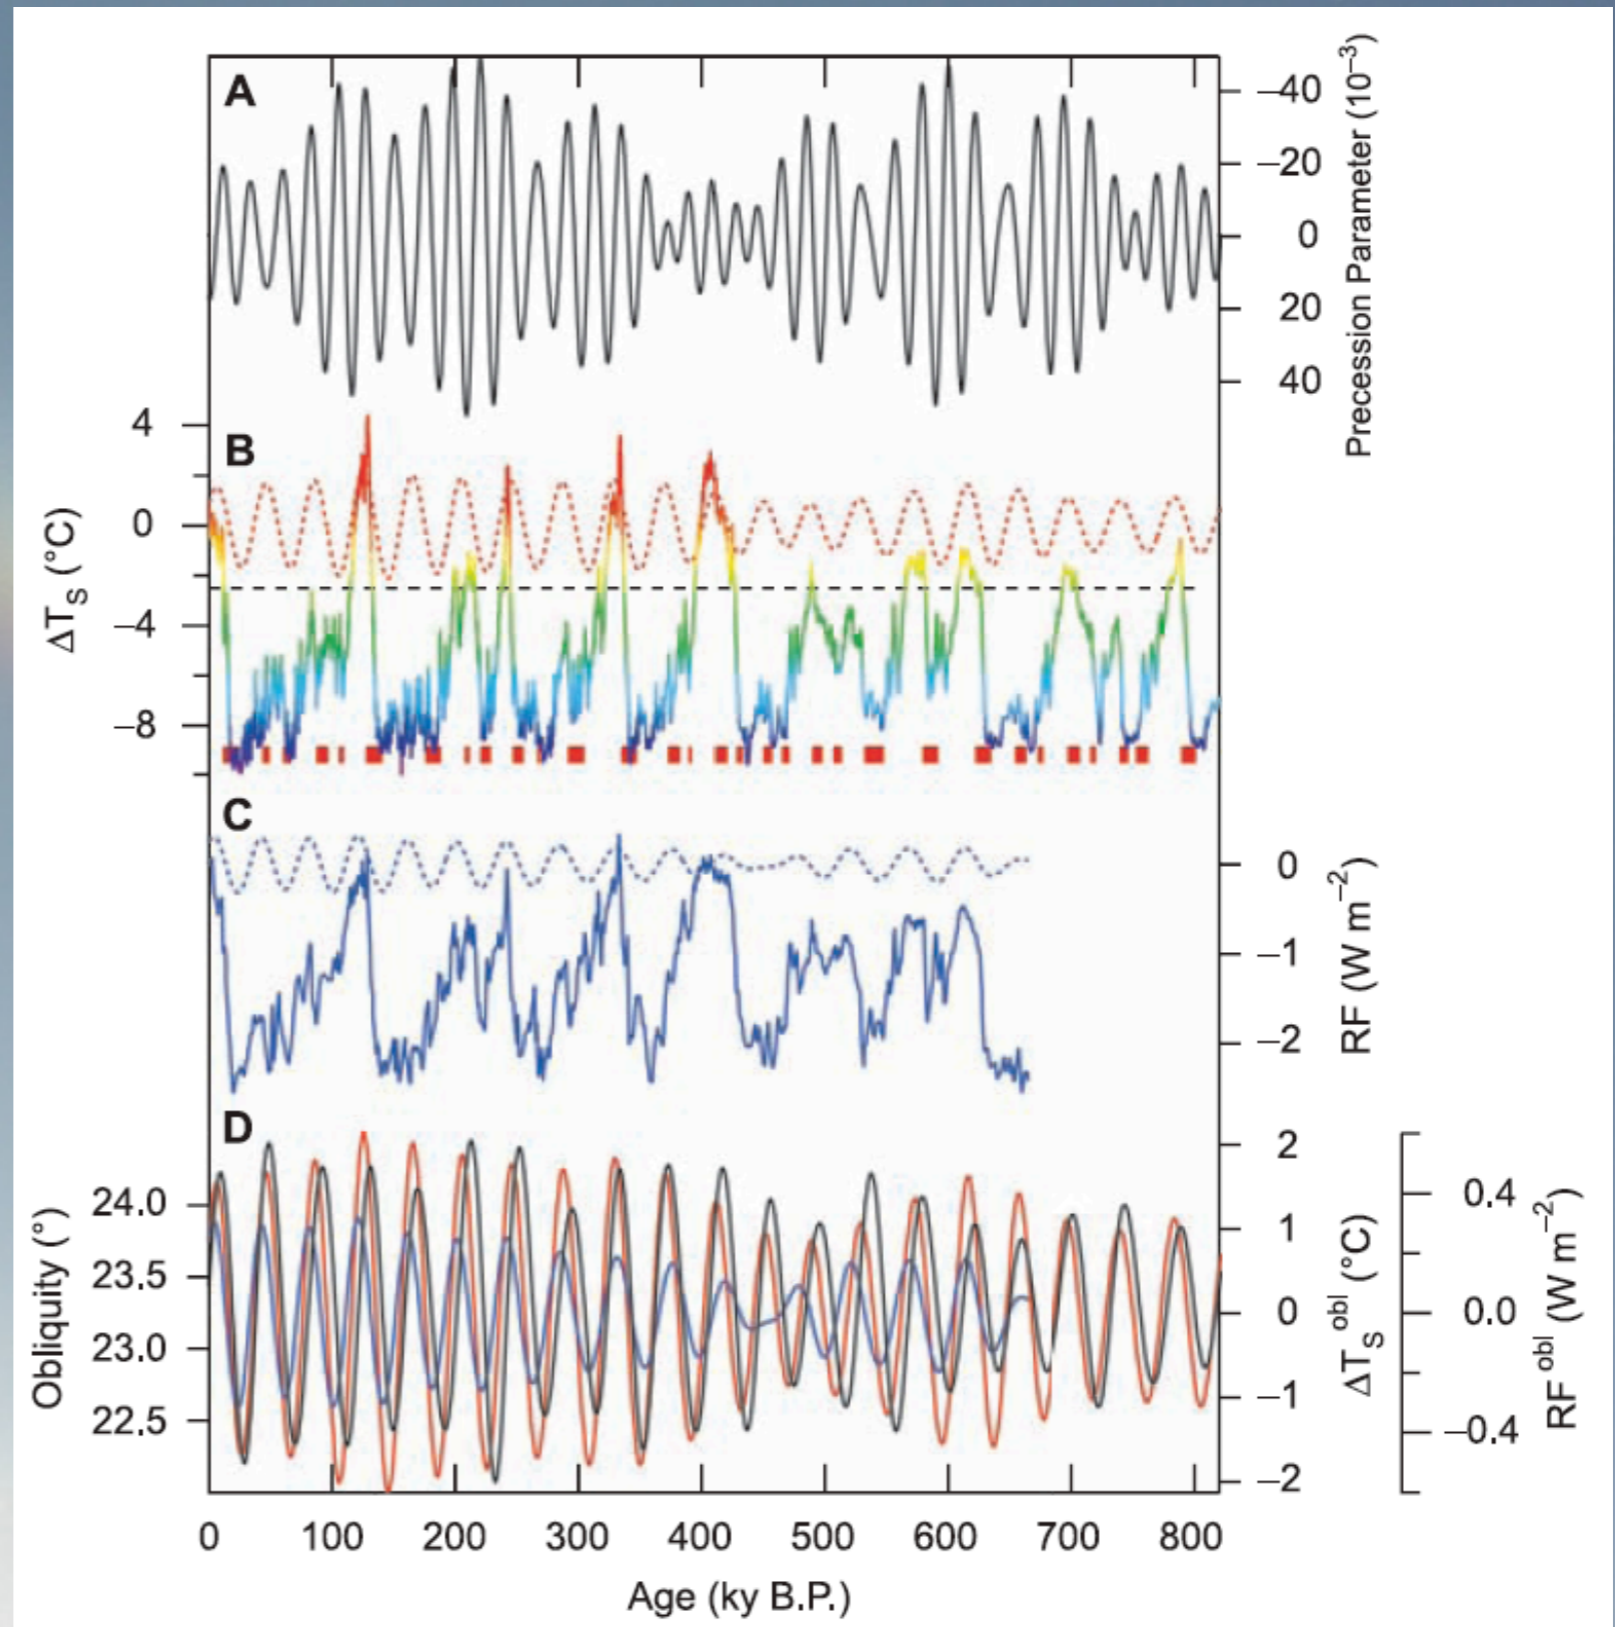 A
−40
−20
0
20
40
Precession Parameter (10⁻³)
B
4
0
−4
−8
ΔTS (°C)
C
0
−1
−2
RF (W m⁻²)
D
24.0
23.5
23.0
22.5
Obliquity (°)
2
1
0
−1
−2
ΔTS obl (°C)
0.4
0.0
−0.4
RF obl (W m⁻²)
0 100 200 300 400 500 600 700 800
Age (ky B.P.)